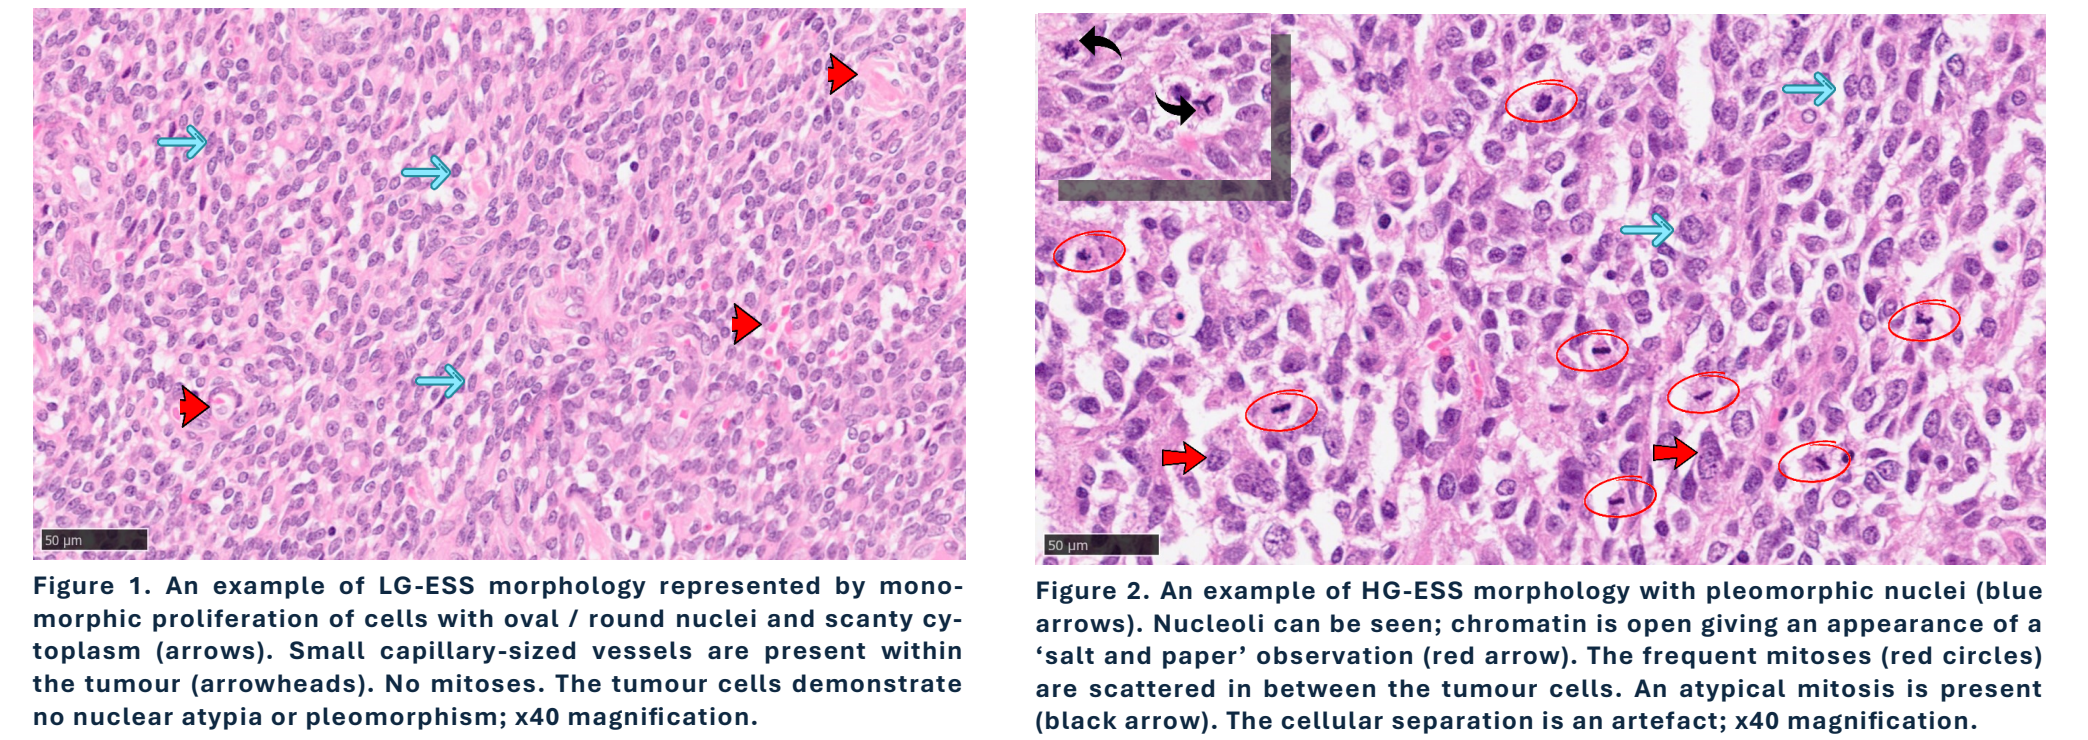 50 μm
Figure 1. An example of LG-ESS morphology represented by mono-
morphic proliferation of cells with oval / round nuclei and scanty cy-
toplasm (arrows). Small capillary-sized vessels are present within
the tumour (arrowheads). No mitoses. The tumour cells demonstrate
no nuclear atypia or pleomorphism; x40 magnification.
50 μm
Figure 2. An example of HG-ESS morphology with pleomorphic nuclei (blue
arrows). Nucleoli can be seen; chromatin is open giving an appearance of a
‘salt and paper’ observation (red arrow). The frequent mitoses (red circles)
are scattered in between the tumour cells. An atypical mitosis is present
(black arrow). The cellular separation is an artefact; x40 magnification.